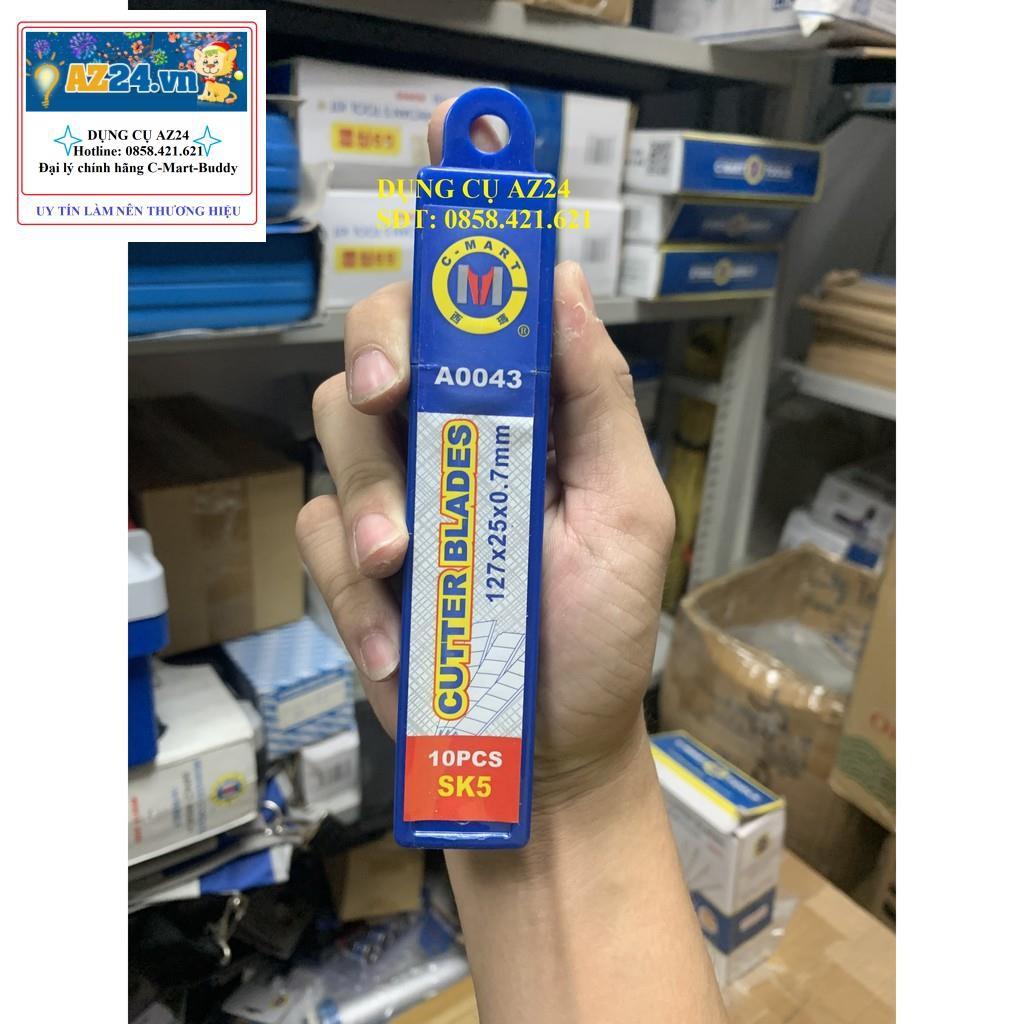 AZ24.vn
DỤNG CỤ AZ24
Hotline: 0858.421.621
Đại lý chính hãng C-Mart-Buddy
UY TÍN LÀM NÊN THƯƠNG HIỆU
DỤNG CỤ AZ24
SĐT: 0858.421.621
C-MART
®
A0043
CUTTER BLADES
127x25x0.7mm
10PCS
SK5